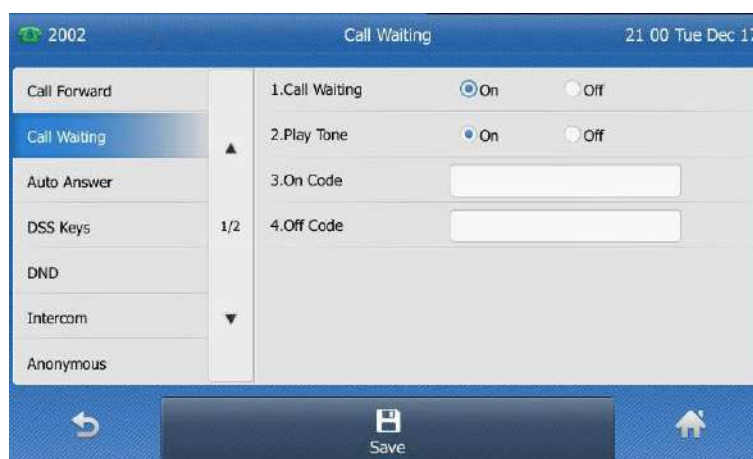 2002 Call Waiting 21 00 Tue Dec 17
Call Forward
Call Waiting
Auto Answer
DSS Keys
DND
Intercom
Anonymous
1/2
1.Call Waiting On Off
2.Play Tone On Off
3.On Code
4.Off Code
Save